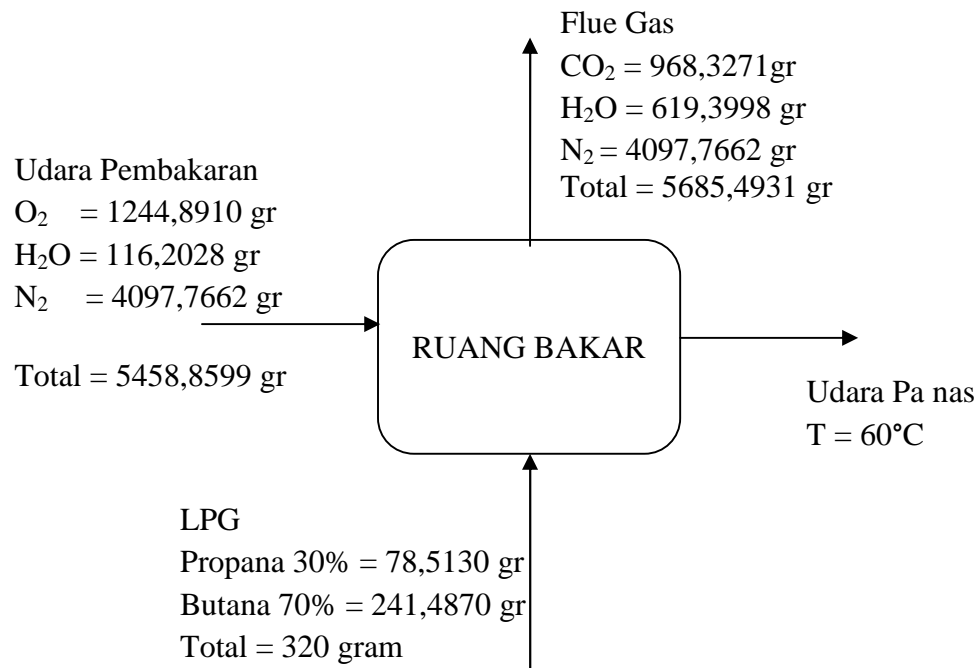 Flue Gas
CO₂ = 968,3271gr
H₂O = 619,3998 gr
N₂ = 4097,7662 gr
Total = 5685,4931 gr
Udara Pembakaran
O₂ = 1244,8910 gr
H₂O = 116,2028 gr
N₂ = 4097,7662 gr
Total = 5458,8599 gr
RUANG BAKAR
Udara Pa nas
T = 60°C
LPG
Propana 30% = 78,5130 gr
Butana 70% = 241,4870 gr
Total = 320 gram